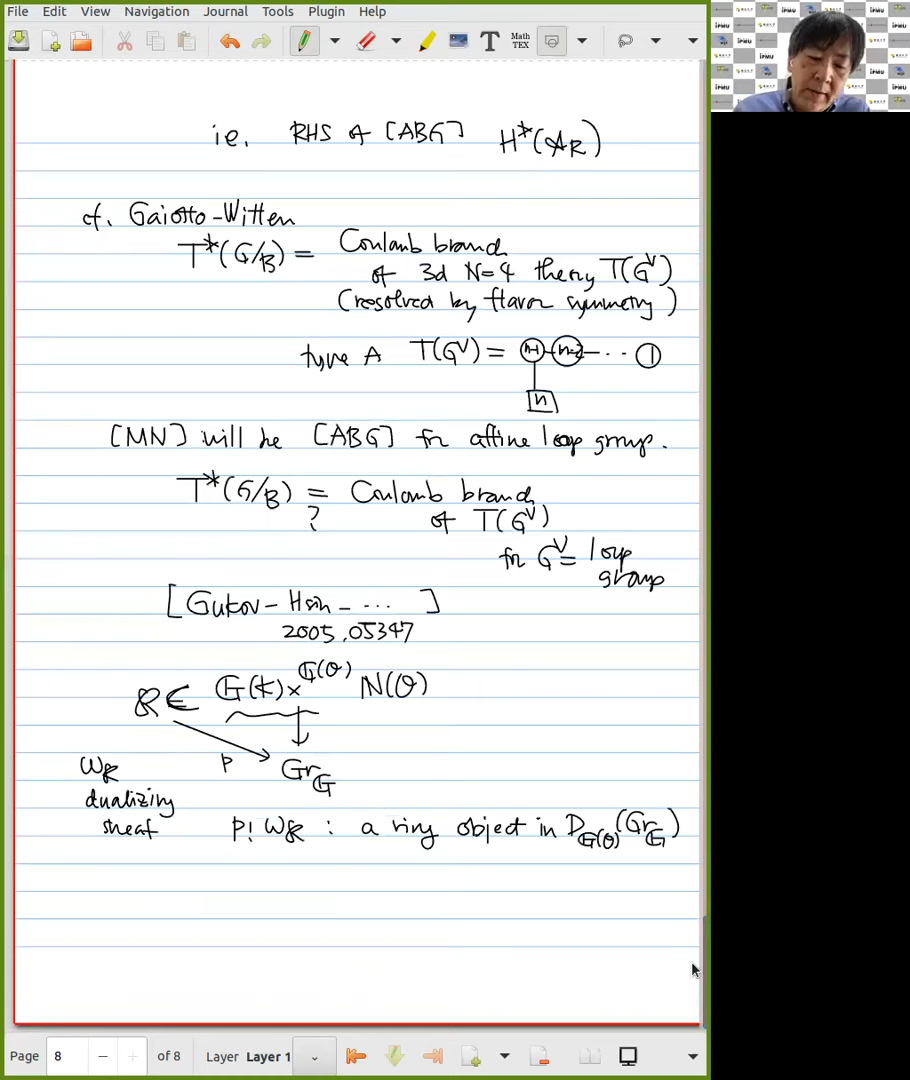 File Edit View Navigation Journal Tools Plugin Help
T Math TEX
i.e. RHS of [ABG] H*(A_R)
cf. Gaiotto-Witten
T*(G/B) = Coulomb branch
of 3d N=4 theory T(G^∨)
(resolved by flavor symmetry)
type A T(G^∨) = (n-1)-(n-2)-...(1)
[n]
[MN] will be [ABG] for affine loop group.
T*(G/B) = Coulomb branch
? of T(G^∨)
for G^∨ = loop
group
[Gukov-Hsin-...]
2005.05347
R ∈ G(K) ×^{G(O)} N(O)
p Gr_G
ω_R
dualizing
sheaf
p! ω_R : a ring object in D_{G(O)}(Gr_G)
Page 8 of 8 Layer Layer 1